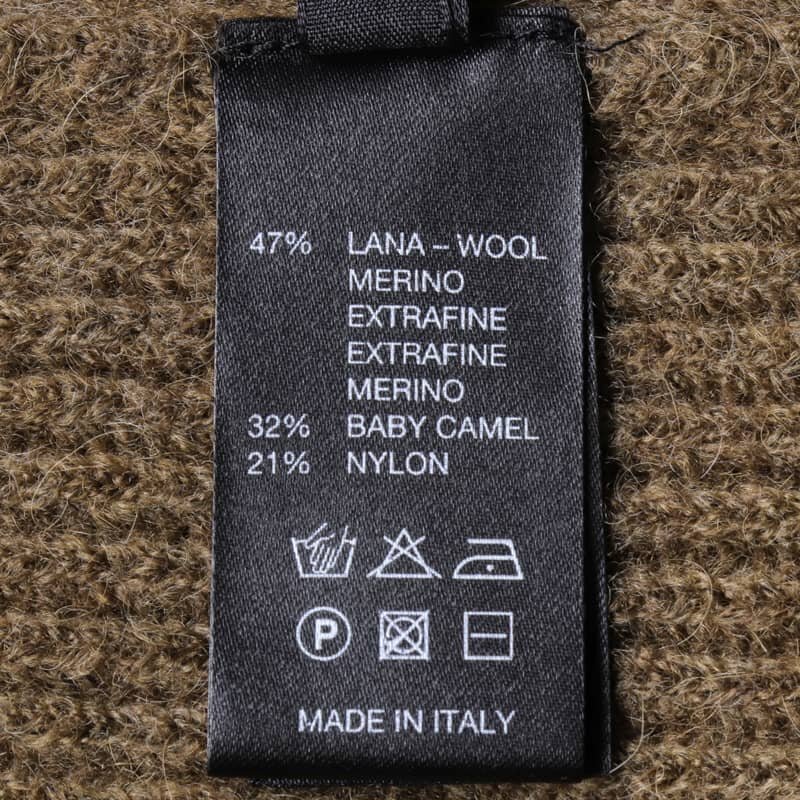 47% LANA – WOOL
MERINO
EXTRAFINE
EXTRAFINE
MERINO
32% BABY CAMEL
21% NYLON
P
MADE IN ITALY